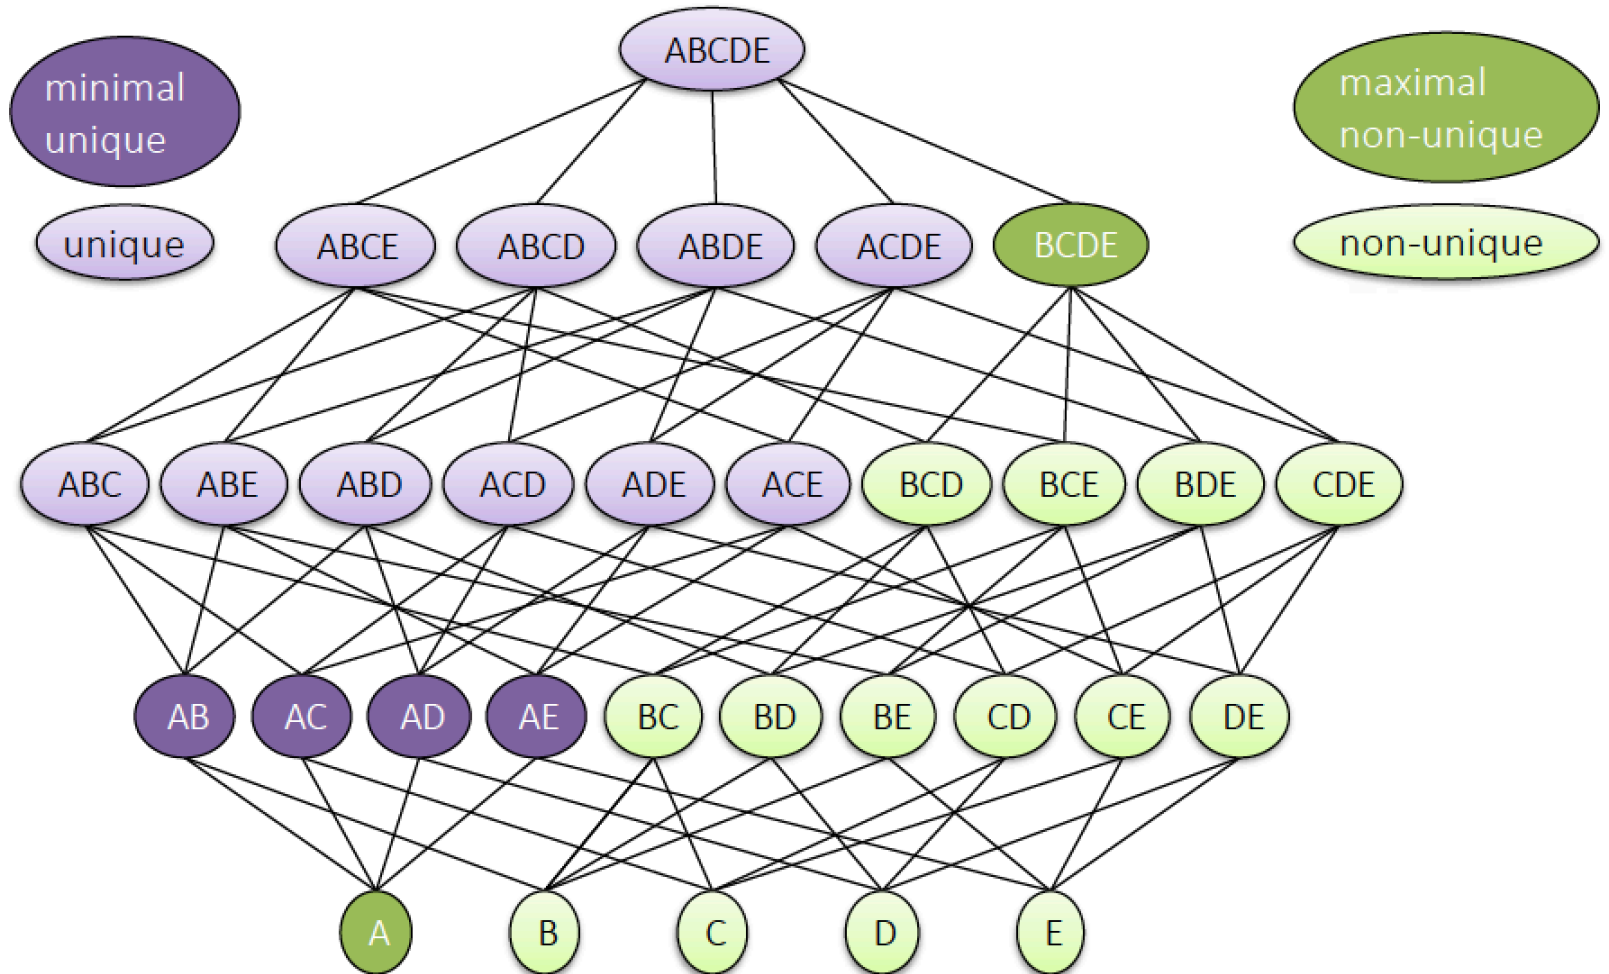 ABCDE
minimal
unique
maximal
non-unique
unique
ABCE ABCD ABDE ACDE BCDE
non-unique
ABC ABE ABD ACD ADE ACE BCD BCE BDE CDE
AB AC AD AE BC BD BE CD CE DE
A B C D E